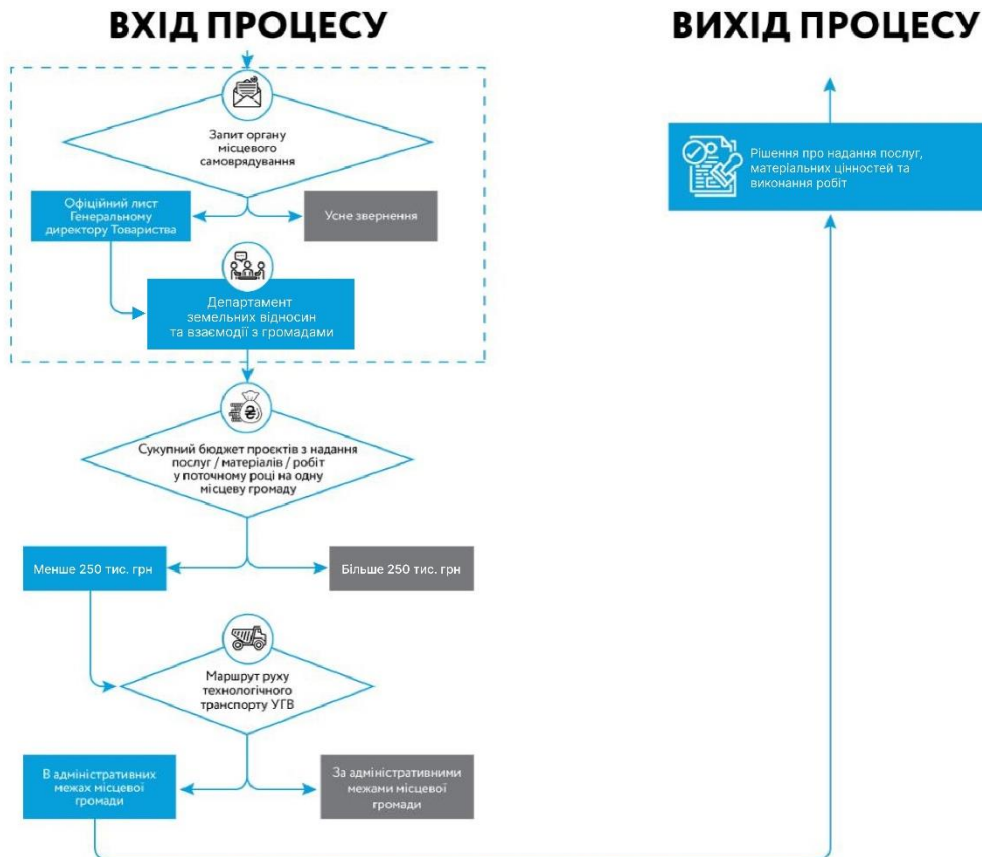 ВХІД ПРОЦЕСУ
Запит органу
місцевого
самоврядування
Офіційний лист
Генеральному
директору Товариства
Усне звернення
Департамент
земельних відносин
та взаємодії з громадами
Сукупний бюджет проєктів з надання
послуг / матеріалів / робіт
у поточному році на одну
місцеву громаду
Менше 250 тис. грн
Більше 250 тис. грн
Маршрут руху
технологічного
транспорту УГВ
В адміністративних
межах місцевої
громади
За адміністративними
межами місцевої
громади
ВИХІД ПРОЦЕСУ
Рішення про надання послуг,
матеріальних цінностей та
виконання робіт